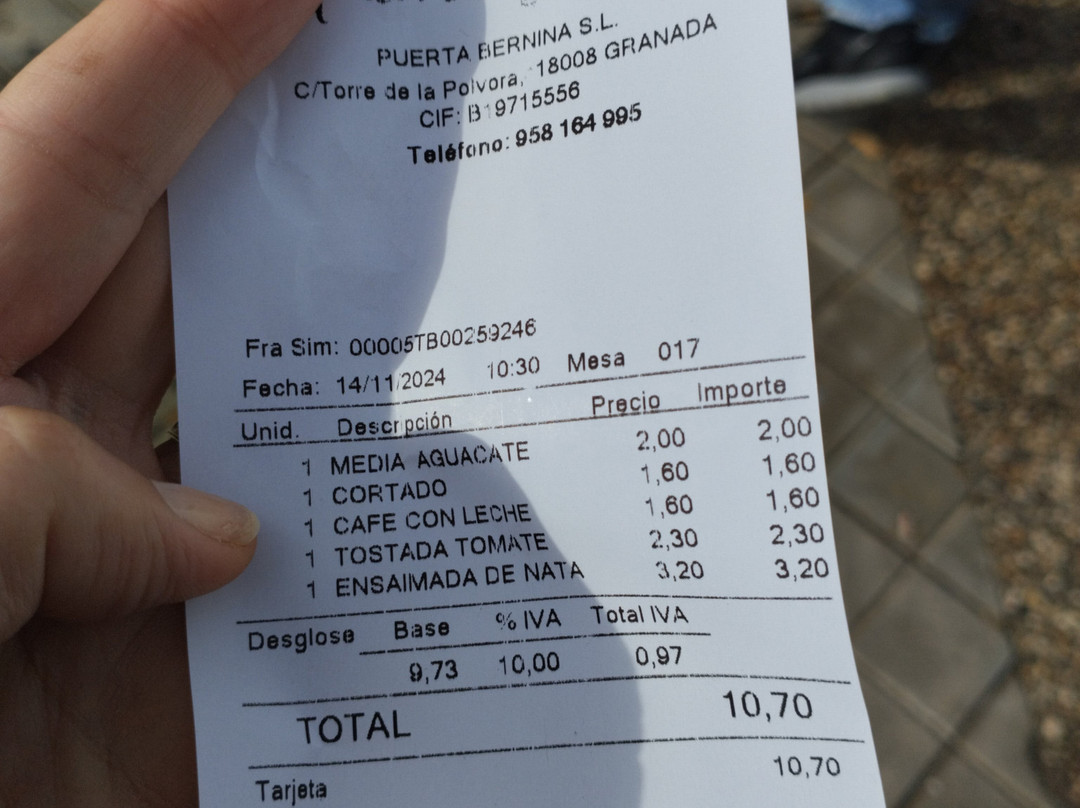 PUERTA BERNINA S.L.
C/Torre de la Polvora, 18008 GRANADA
CIF: B19715556
Teléfono: 958 164 995
Fra Sim: 00005TB00259246
Fecha: 14/11/2024 10:30 Mesa 017
Unid. Descripción Precio Importe
1 MEDIA AGUACATE 2,00 2,00
1 CORTADO 1,60 1,60
1 CAFE CON LECHE 1,60 1,60
1 TOSTADA TOMATE 2,30 2,30
1 ENSAIMADA DE NATA 3,20 3,20
Desglose Base % IVA Total IVA
9,73 10,00 0,97
TOTAL 10,70
Tarjeta 10,70